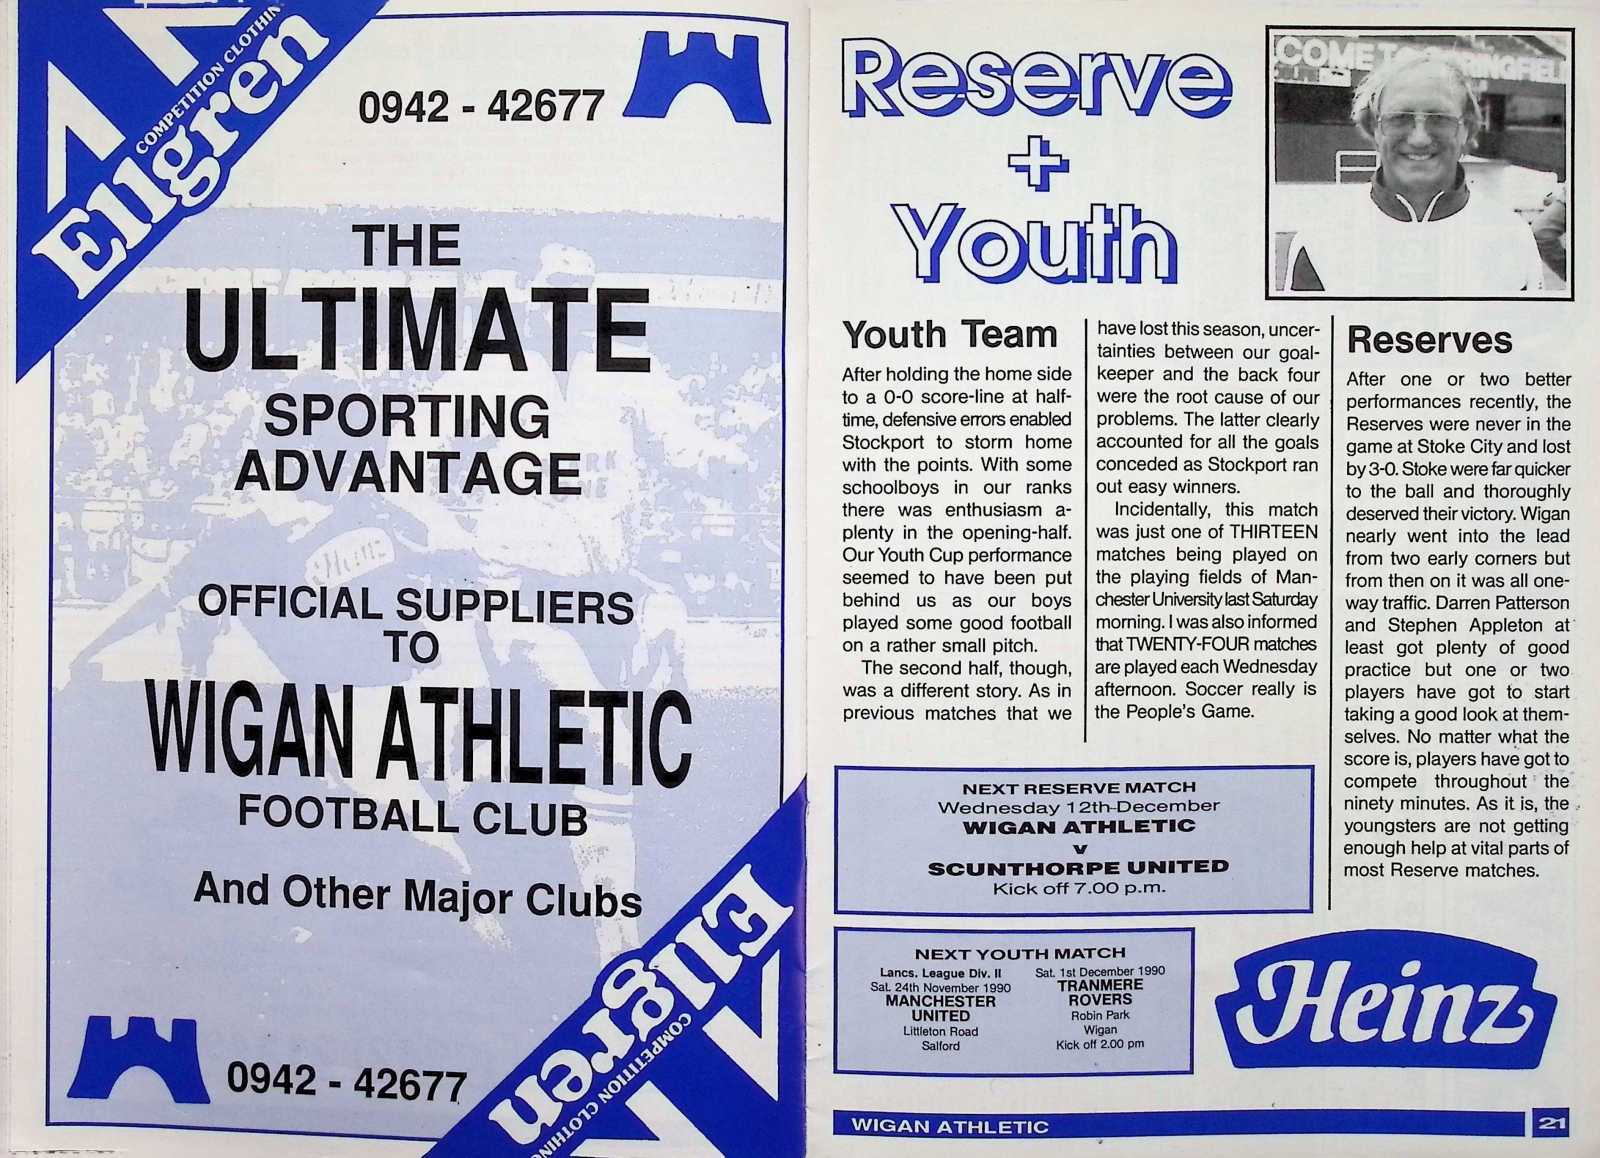 COMPETITION CLOTHING
Ellgren
0942 - 42677
THE
ULTIMATE
SPORTING
ADVANTAGE
Heinz
OFFICIAL SUPPLIERS
TO
WIGAN ATHLETIC
FOOTBALL CLUB
And Other Major Clubs
0942 - 42677
Ellgren
COMPETITION CLOTHING
Reserve
+
Youth
COME TO SPRINGFIEL
Youth Team
After holding the home side
to a 0-0 score-line at half-
time, defensive errors enabled
Stockport to storm home
with the points. With some
schoolboys in our ranks
there was enthusiasm a-
plenty in the opening-half.
Our Youth Cup performance
seemed to have been put
behind us as our boys
played some good football
on a rather small pitch.
The second half, though,
was a different story. As in
previous matches that we
have lost this season, uncer-
tainties between our goal-
keeper and the back four
were the root cause of our
problems. The latter clearly
accounted for all the goals
conceded as Stockport ran
out easy winners.
Incidentally, this match
was just one of THIRTEEN
matches being played on
the playing fields of Man-
chester University last Saturday
morning. I was also informed
that TWENTY-FOUR matches
are played each Wednesday
afternoon. Soccer really is
the People's Game.
Reserves
After one or two better
performances recently, the
Reserves were never in the
game at Stoke City and lost
by 3-0. Stoke were far quicker
to the ball and thoroughly
deserved their victory. Wigan
nearly went into the lead
from two early corners but
from then on it was all one-
way traffic. Darren Patterson
and Stephen Appleton at
least got plenty of good
practice but one or two
players have got to start
taking a good look at them-
selves. No matter what the
score is, players have got to
compete throughout the
ninety minutes. As it is, the
youngsters are not getting
enough help at vital parts of
most Reserve matches.
NEXT RESERVE MATCH
Wednesday 12th December
WIGAN ATHLETIC
v
SCUNTHORPE UNITED
Kick off 7.00 p.m.
NEXT YOUTH MATCH
Lancs. League Div. II
Sat. 24th November 1990
MANCHESTER
UNITED
Littleton Road
Salford
Sat. 1st December 1990
TRANMERE
ROVERS
Robin Park
Wigan
Kick off 2.00 pm
Heinz
WIGAN ATHLETIC
21